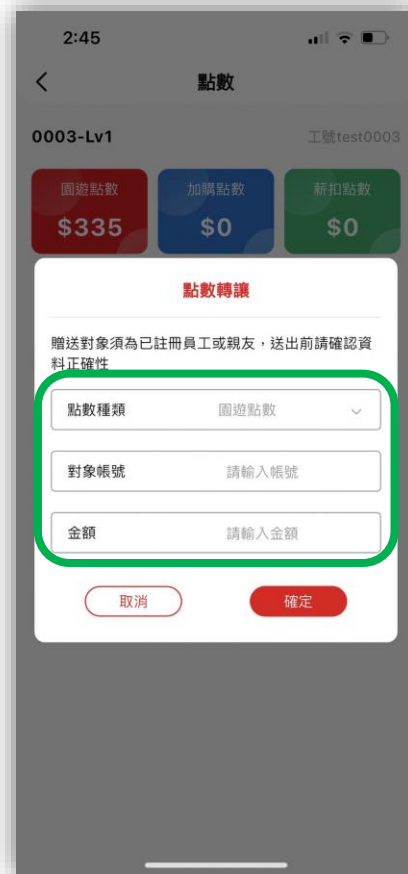 2:45
點數
0003-Lv1
工號test0003
園遊點數
加購點數
薪扣點數
$335
$0
$0
點數轉讓
贈送對象須為已註冊員工或親友，送出前請確認資
料正確性
點數種類
園遊點數
對象帳號
請輸入帳號
金額
請輸入金額
取消
確定